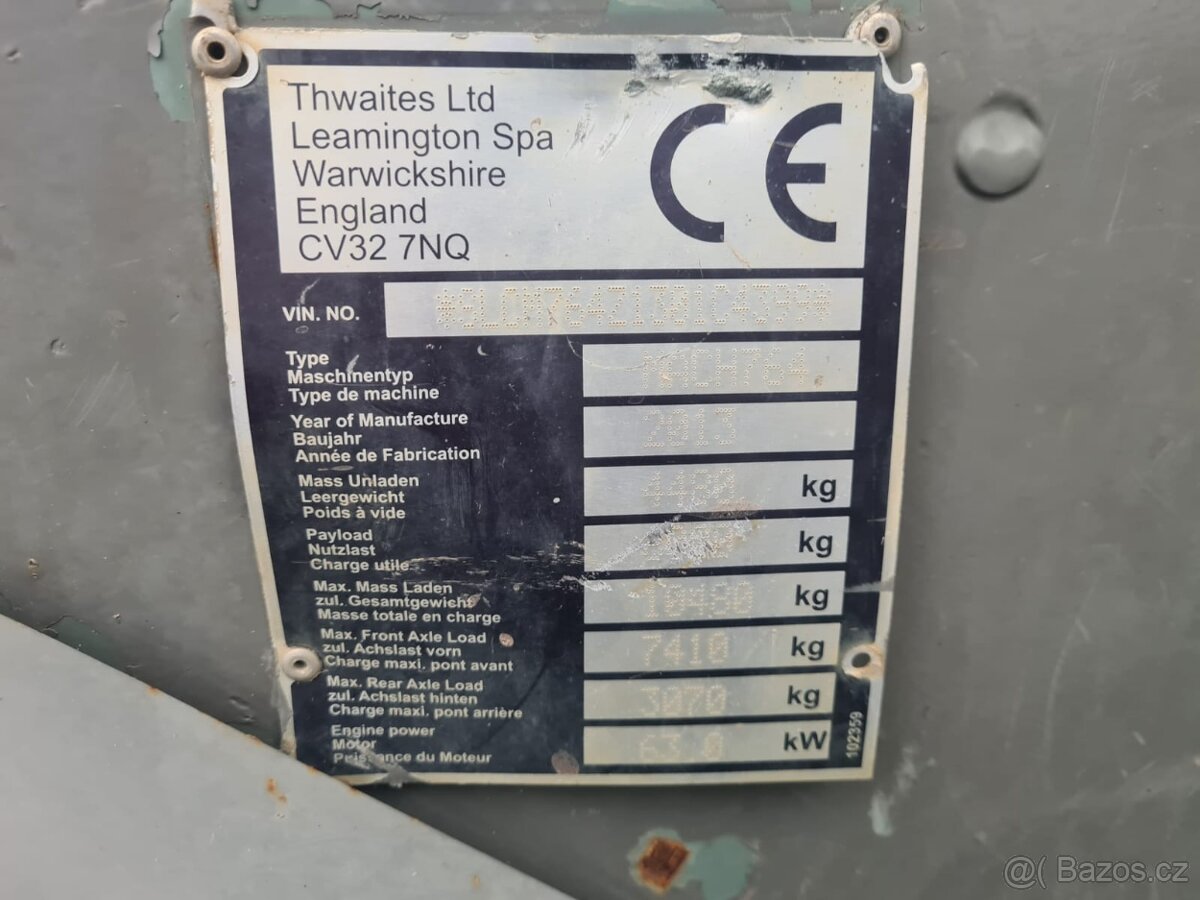 Thwaites Ltd
Leamington Spa
Warwickshire
England
CV32 7NQ
CE
VIN. NO.
Type
Maschinentyp
Type de machine
MACH764
Year of Manufacture
Baujahr
Année de Fabrication
2013
Mass Unladen
Leergewicht
Poids à vide
kg
Payload
Nutzlast
Charge utile
kg
Max. Mass Laden
zul. Gesamtgewicht
Masse totale en charge
kg
Max. Front Axle Load
zul. Achslast vorn
Charge maxi. pont avant
7410 kg
Max. Rear Axle Load
zul. Achslast hinten
Charge maxi. pont arrière
3070 kg
Engine power
Motor
Puissance du Moteur
kW
102359
@( Bazos.cz